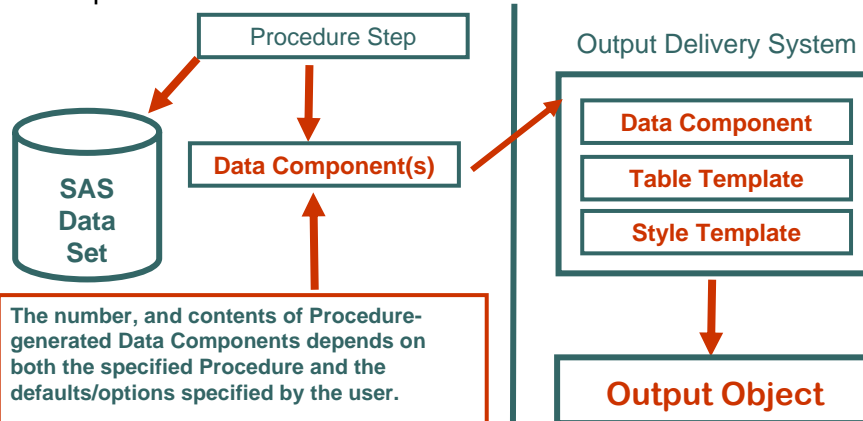 Procedure Step
Output Delivery System
SAS
Data
Set
Data Component(s)
Data Component
Table Template
Style Template
The number, and contents of Procedure-
generated Data Components depends on
both the specified Procedure and the
defaults/options specified by the user.
Output Object